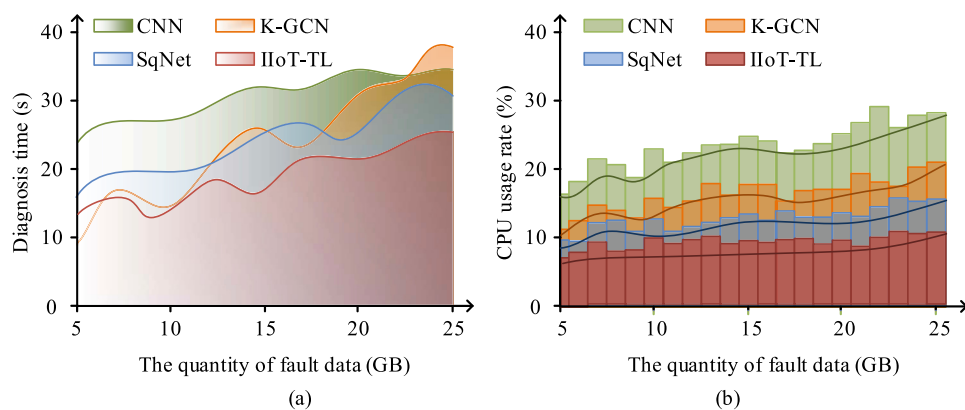 40
30
20
10
0
Diagnosis time (s)
CNN
K-GCN
SqNet
IIoT-TL
5
10
15
20
25
The quantity of fault data (GB)
(a)
40
30
20
10
0
CPU usage rate (%)
CNN
K-GCN
SqNet
IIoT-TL
5
10
15
20
25
The quantity of fault data (GB)
(b)